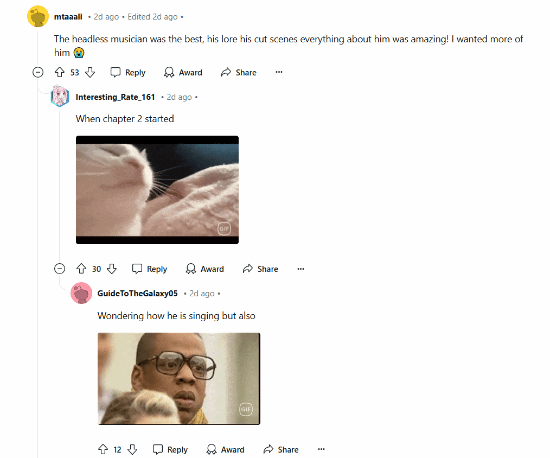 mtaaali • 2d ago • Edited 2d ago •
The headless musician was the best, his lore his cut scenes everything about him was amazing! I wanted more of
him 😭
53 Reply Award Share ...
Interesting_Rate_161 • 2d ago •
When chapter 2 started
GIF
30 Reply Award Share ...
GuideToTheGalaxy05 • 2d ago •
Wondering how he is singing but also
GIF
12 Reply Award Share ...